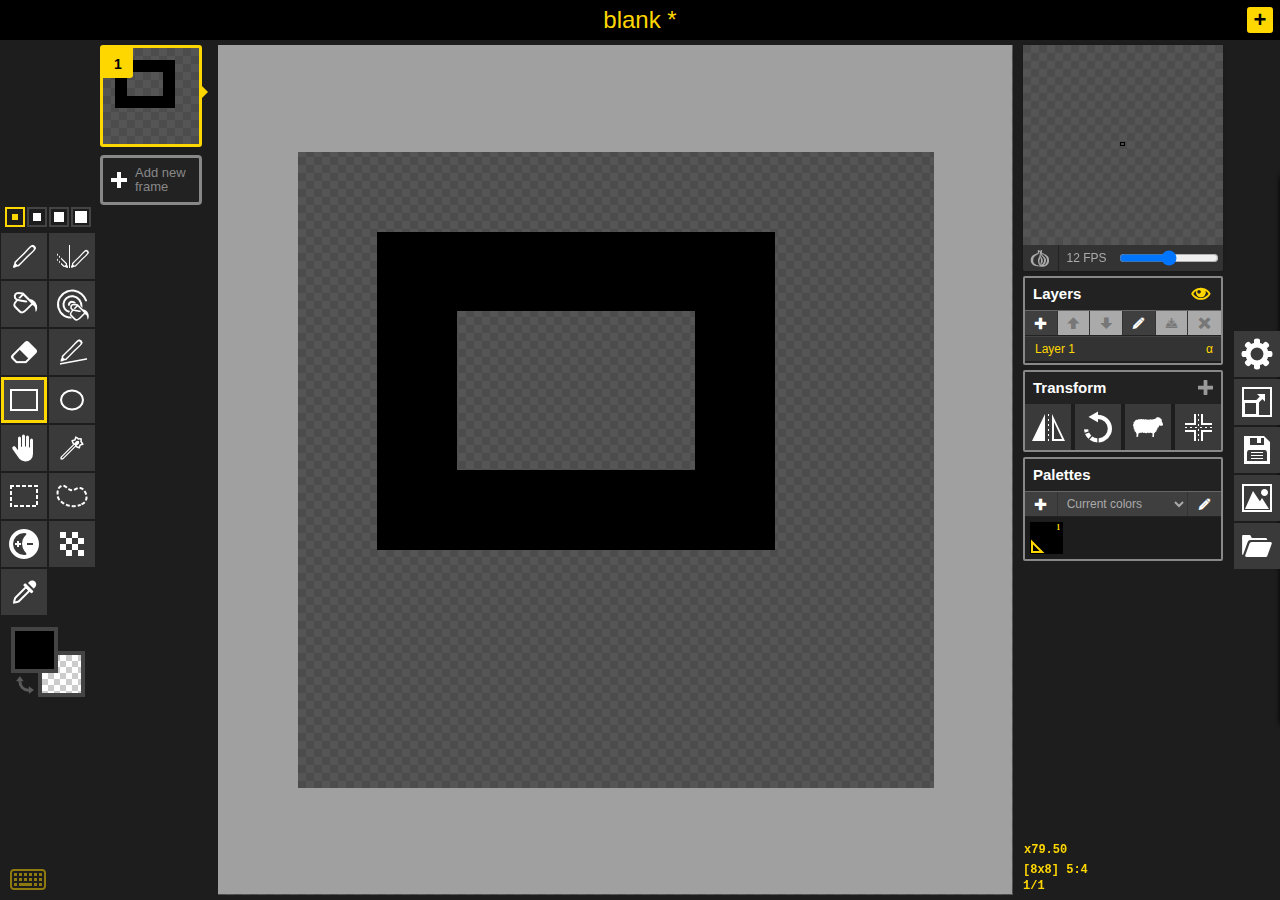 blank *
+
1
Add new
frame
12 FPS
Layers
Layer 1 α
Transform
Palettes
Current colors
1
x79.50
[8x8] 5:4
1/1